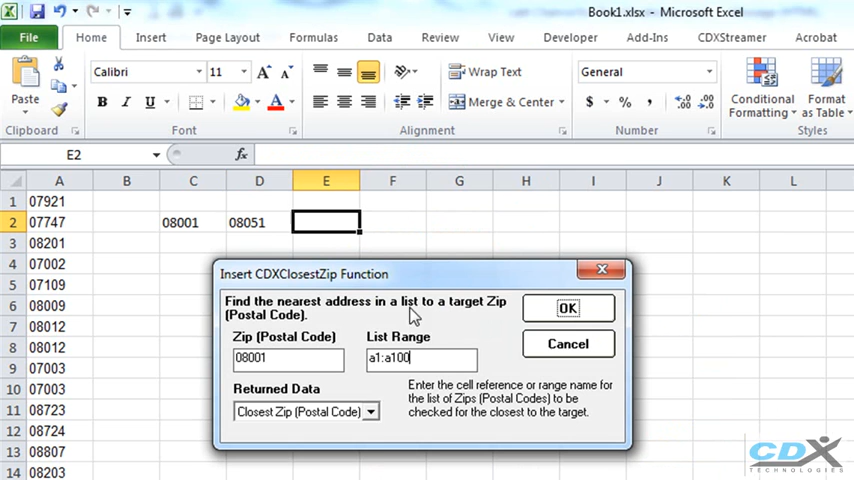 Book1.xlsx - Microsoft Excel
File Home Insert Page Layout Formulas Data Review View Developer Add-Ins CDXStreamer Acrobat
Calibri 11 A A Wrap Text General
Paste B I U A Merge & Center $ % , .0 .00 .00 .0 Conditional Formatting Format as Table
Clipboard Font Alignment Number Styles
E2 fx
A B C D E F G H I J K L
1 07921
2 07747 08001 08051
3 08201
4 07002
5 07109
6 08009
7 08012
8 08012
9 07003
10 07003
11 08723
12 08724
13 08807
14 08203
Insert CDXClosestZip Function
Find the nearest address in a list to a target Zip
(Postal Code).
OK
Zip (Postal Code) List Range
08001 a1:a100
Cancel
Returned Data
Closest Zip (Postal Code)
Enter the cell reference or range name for
the list of Zips (Postal Codes) to be
checked for the closest to the target.
CDX
TECHNOLOGIES